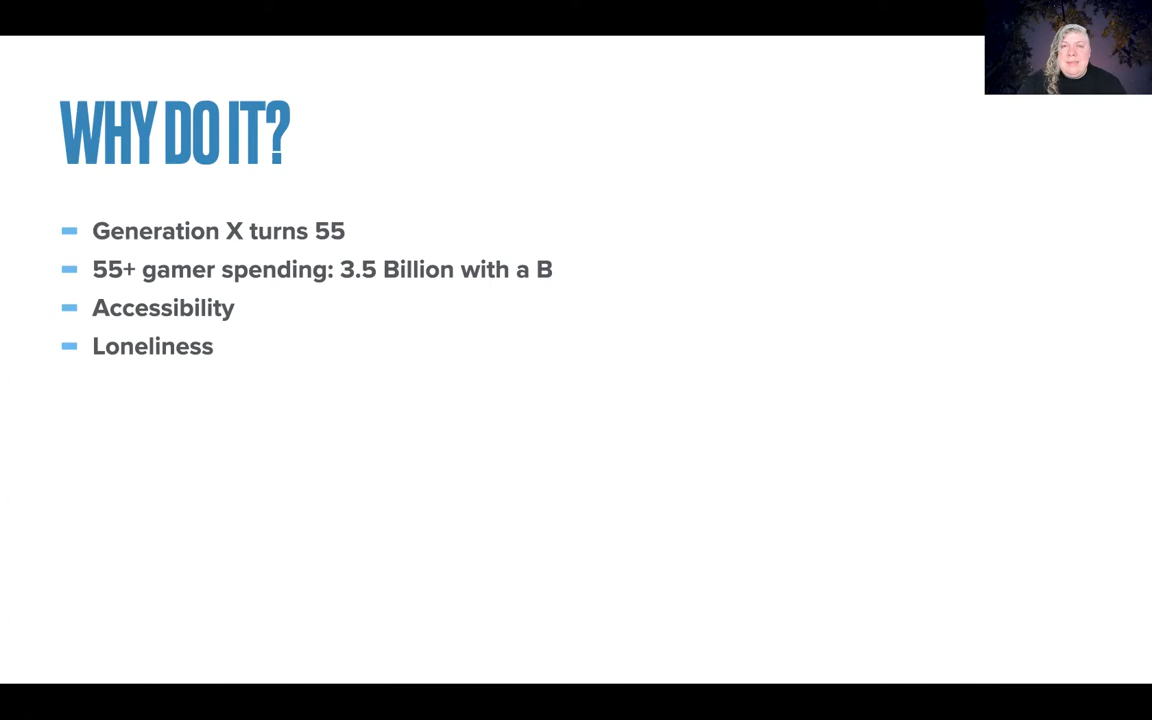 WHY DO IT?
Generation X turns 55
55+ gamer spending: 3.5 Billion with a B
Accessibility
Loneliness